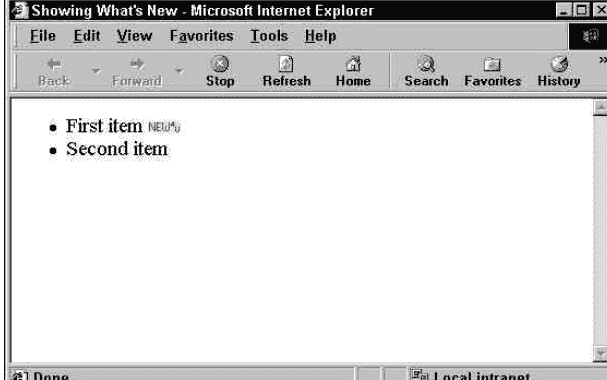 Showing What's New - Microsoft Internet Explorer
File Edit View Favorites Tools Help
Back Forward Stop Refresh Home Search Favorites History »
• First item NEW
• Second item
Done Local intranet